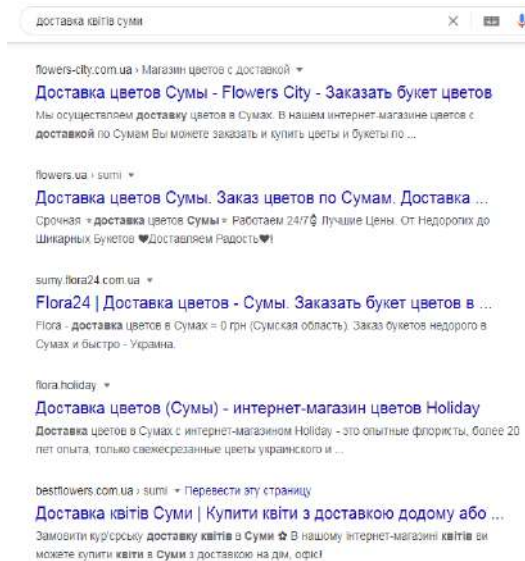 доставка квітів суми
flowers-city.com.ua › Магазин цветов с доставкой
Доставка цветов Сумы - Flowers City - Заказать букет цветов
Мы осуществляем доставку цветов в Сумах. В нашем интернет-магазине цветов с
доставкой по Сумам Вы можете заказать и купить цветы и букеты по ...
flowers.ua › sumi
Доставка цветов Сумы. Заказ цветов по Сумам. Доставка ...
Срочная доставка цветов Сумы Работаем 24/7 Лучшие Цены. От Недорогих до
Шикарных Букетов ❤Доставляем Радость❤!
sumy.flora24.com.ua
Flora24 | Доставка цветов - Сумы. Заказать букет цветов в ...
Flora - доставка цветов в Сумах = 0 грн (Сумская область). Заказ букетов недорого в
Сумах и быстро - Украина.
flora.holiday
Доставка цветов (Сумы) - интернет-магазин цветов Holiday
Доставка цветов в Сумах с интернет-магазином Holiday - это опытные флористы, более 20
лет опыта, только свежесрезанные цветы украинского и ...
bestflowers.com.ua › sumi Перевести эту страницу
Доставка квітів Суми | Купити квіти з доставкою додому або ...
Замовити кур'єрську доставку квітів в Суми ✿ В нашому інтернет-магазині квітів ви
можете купити квіти в Суми з доставкою на дім, офіс!